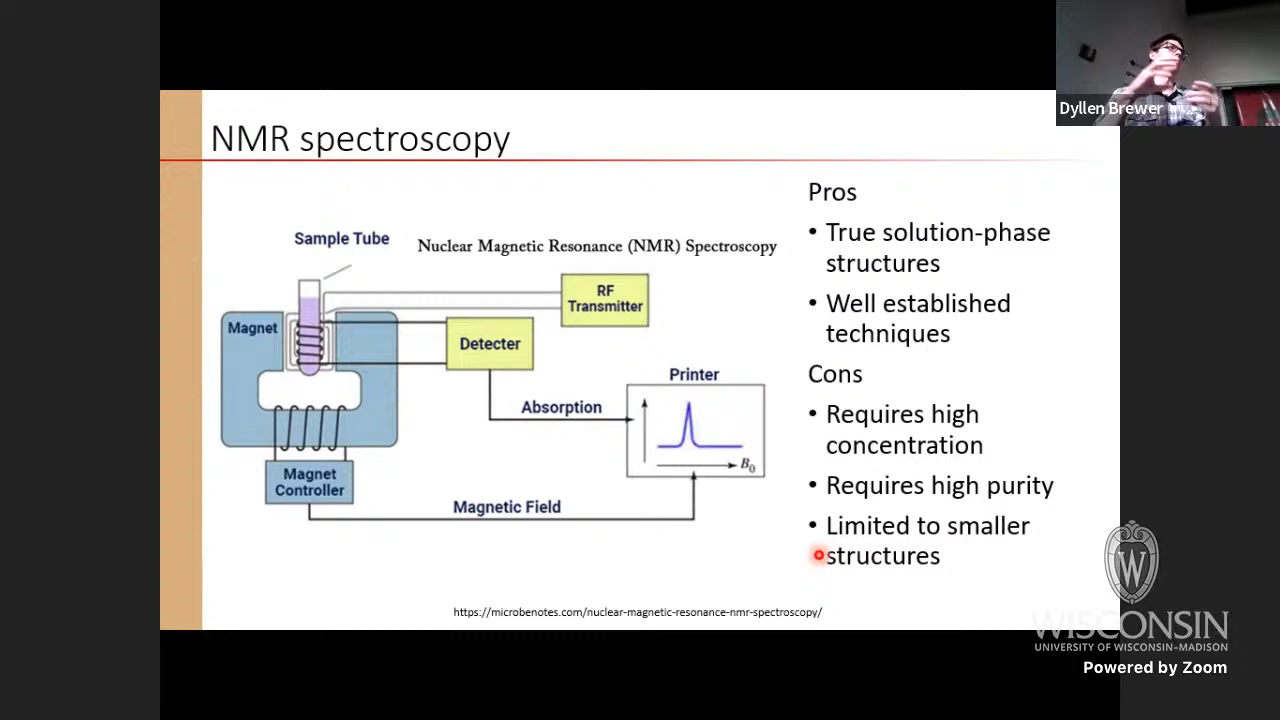 Dyllen Brewer
NMR spectroscopy
Sample Tube
Nuclear Magnetic Resonance (NMR) Spectroscopy
RF
Transmitter
Magnet
Detecter
Printer
Absorption
B₀
Magnet
Controller
Magnetic Field
Pros
• True solution-phase
structures
• Well established
techniques
Cons
• Requires high
concentration
• Requires high purity
• Limited to smaller
structures
https://microbenotes.com/nuclear-magnetic-resonance-nmr-spectroscopy/
W
WISCONSIN
UNIVERSITY OF WISCONSIN–MADISON
Powered by Zoom